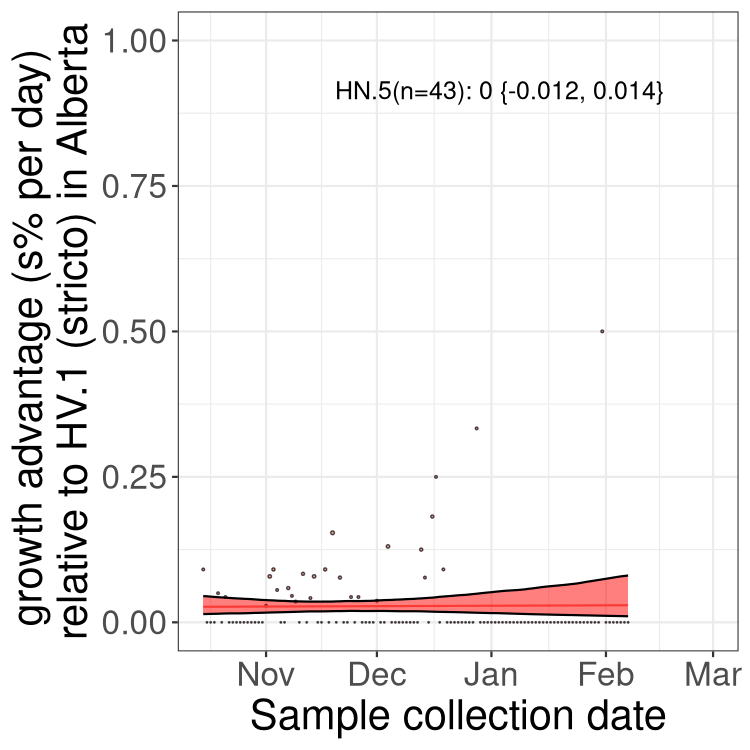 growth advantage (s% per day)
relative to HV.1 (stricto) in Alberta
1.00
HN.5(n=43): 0 {-0.012, 0.014}
0.75
0.50
0.25
0.00
Nov Dec Jan Feb Mar
Sample collection date